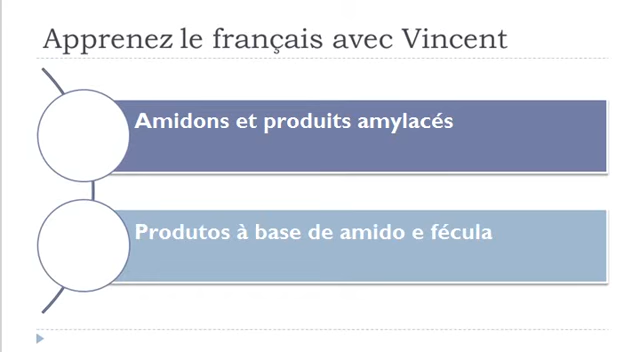 Apprenez le français avec Vincent
Amidons et produits amylacés
Produtos à base de amido e fécula